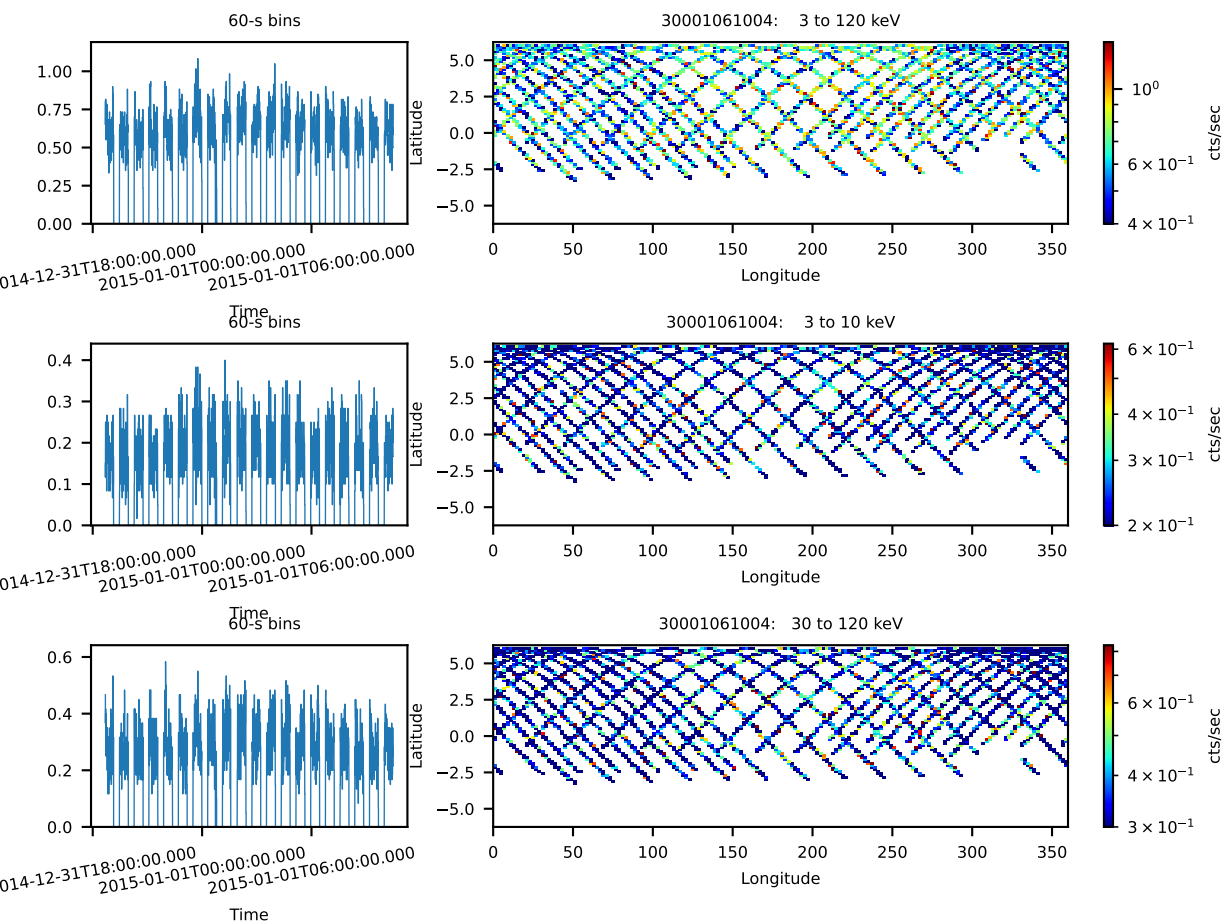 60-s bins
30001061004: 3 to 120 keV
1.00
0.75
0.50
0.25
0.00
014-12-31T18:00:00.000
2015-01-01T00:00:00.000
2015-01-01T06:00:00.000
Time
Latitude
5.0
2.5
0.0
−2.5
−5.0
0 50 100 150 200 250 300 350
Longitude
10⁰
6 × 10⁻¹
4 × 10⁻¹
cts/sec
60-s bins
30001061004: 3 to 10 keV
0.4
0.3
0.2
0.1
0.0
014-12-31T18:00:00.000
2015-01-01T00:00:00.000
2015-01-01T06:00:00.000
Time
Latitude
5.0
2.5
0.0
−2.5
−5.0
0 50 100 150 200 250 300 350
Longitude
6 × 10⁻¹
4 × 10⁻¹
3 × 10⁻¹
2 × 10⁻¹
cts/sec
60-s bins
30001061004: 30 to 120 keV
0.6
0.4
0.2
0.0
014-12-31T18:00:00.000
2015-01-01T00:00:00.000
2015-01-01T06:00:00.000
Time
Latitude
5.0
2.5
0.0
−2.5
−5.0
0 50 100 150 200 250 300 350
Longitude
6 × 10⁻¹
4 × 10⁻¹
3 × 10⁻¹
cts/sec